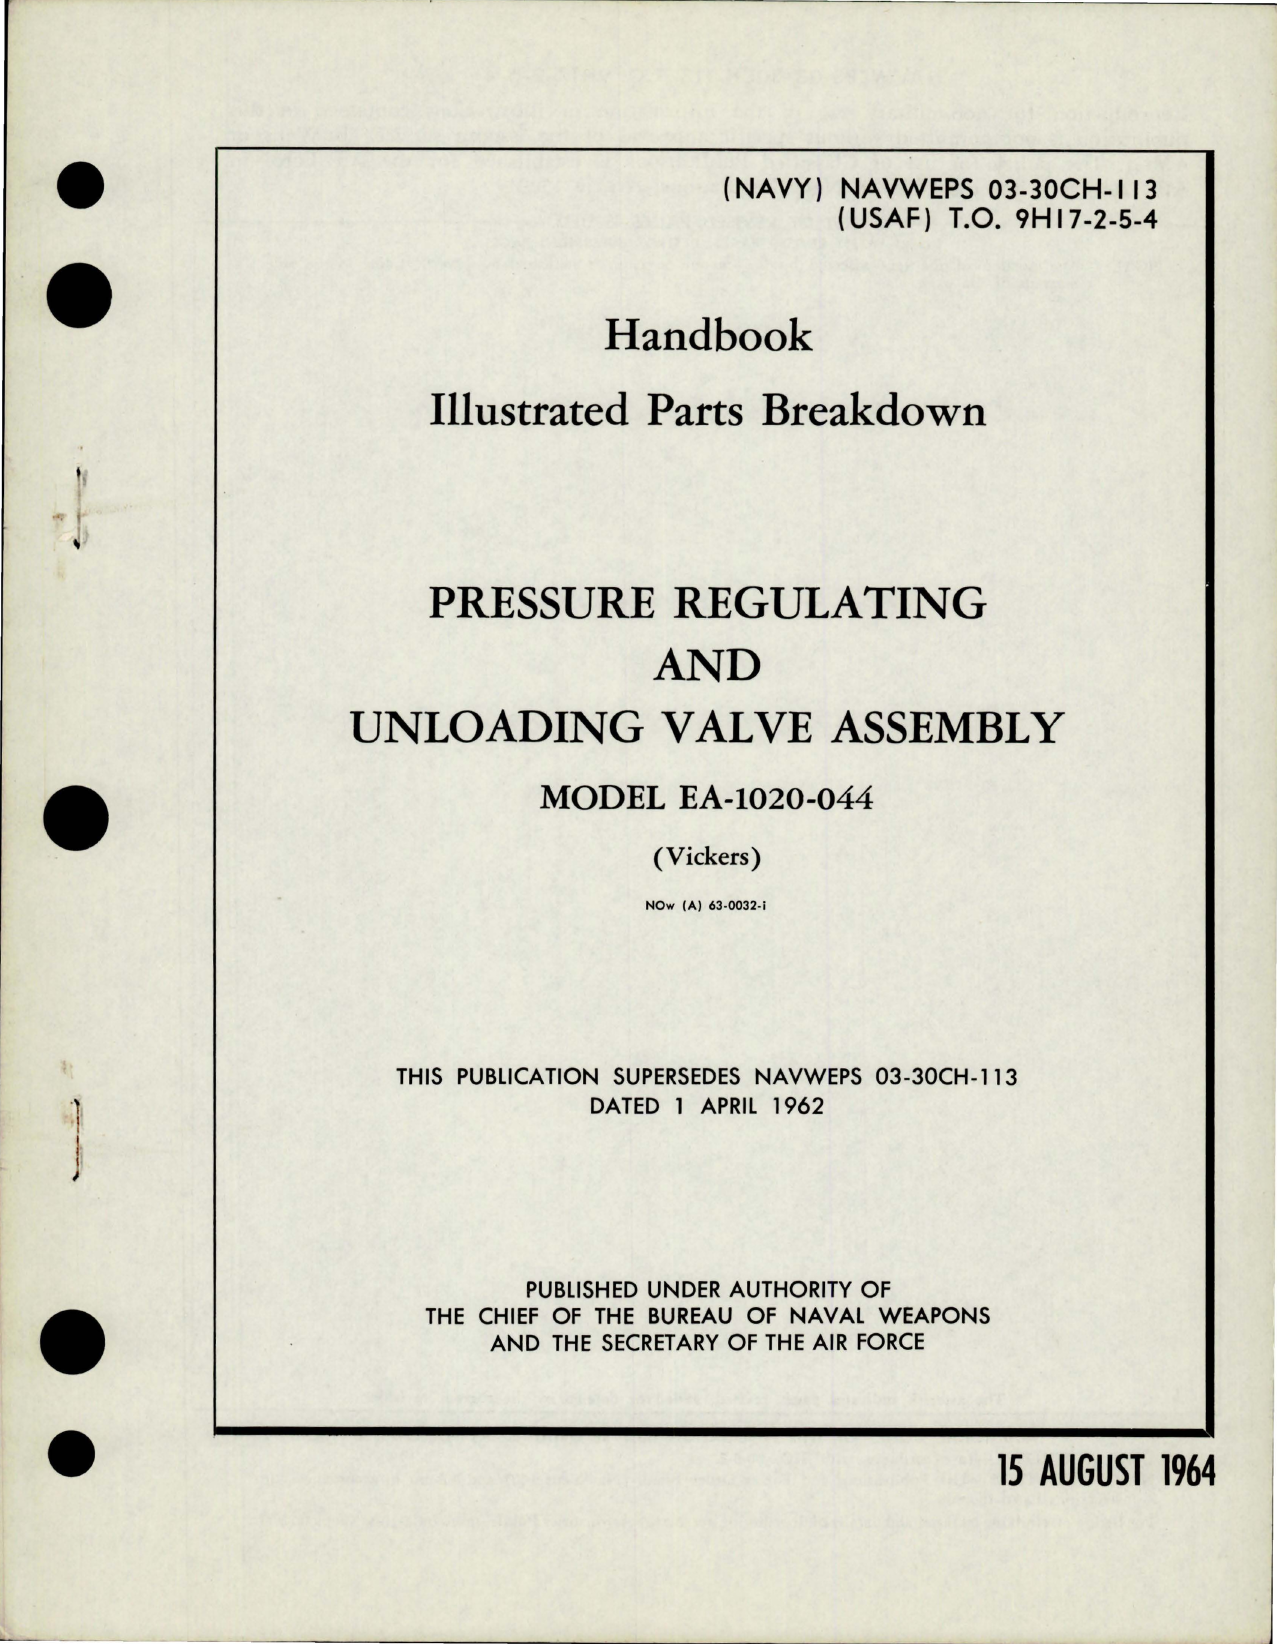 (NAVY) NAVWEPS 03-30CH-113
(USAF) T.O. 9H17-2-5-4
Handbook
Illustrated Parts Breakdown
PRESSURE REGULATING
AND
UNLOADING VALVE ASSEMBLY
MODEL EA-1020-044
(Vickers)
NOw (A) 63-0032-i
THIS PUBLICATION SUPERSEDES NAVWEPS 03-30CH-113
DATED 1 APRIL 1962
PUBLISHED UNDER AUTHORITY OF
THE CHIEF OF THE BUREAU OF NAVAL WEAPONS
AND THE SECRETARY OF THE AIR FORCE
15 AUGUST 1964